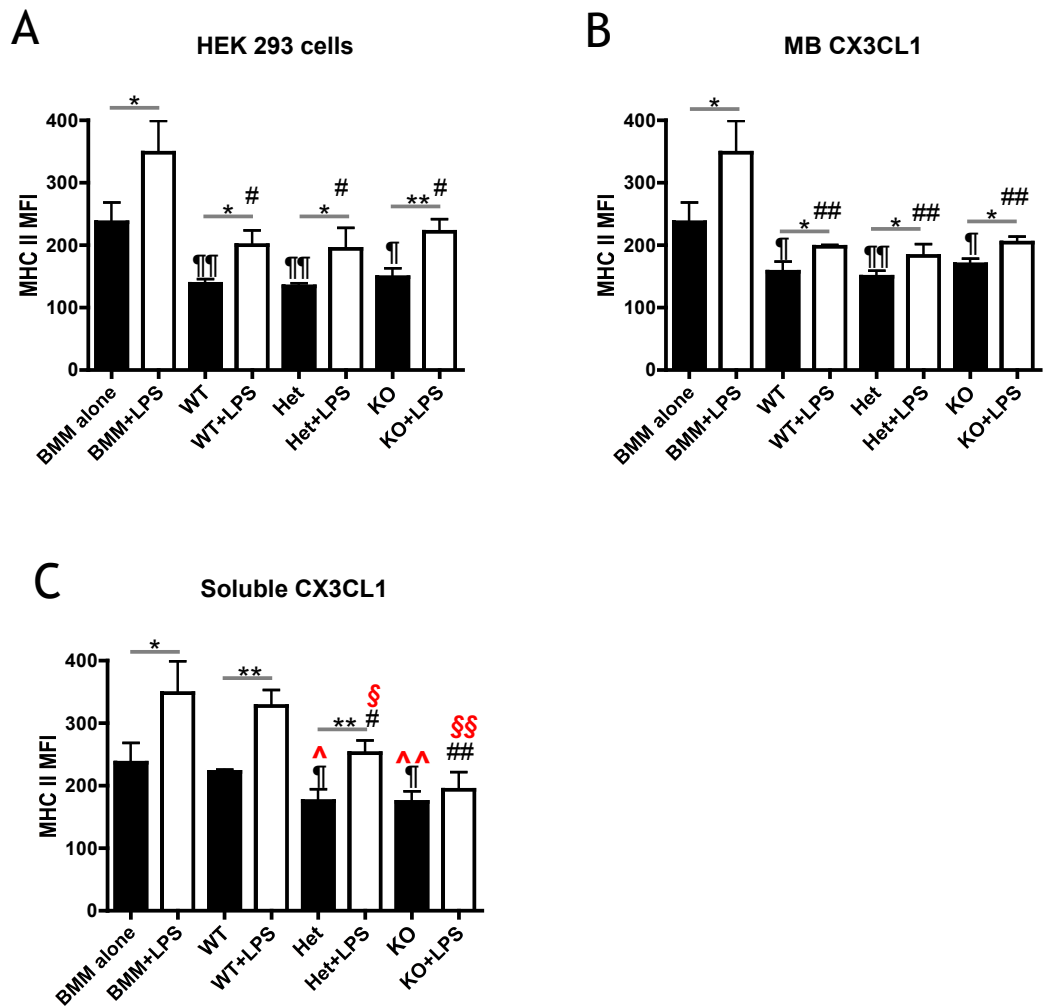 A
HEK 293 cells
MHC II MFI
400
300
200
100
0
*
¶¶
*
#
¶¶
*
#
¶
**
#
BMM alone
BMM+LPS
WT
WT+LPS
Het
Het+LPS
KO
KO+LPS
B
MB CX3CL1
MHC II MFI
400
300
200
100
0
*
¶
*
##
¶¶
*
##
¶
*
##
BMM alone
BMM+LPS
WT
WT+LPS
Het
Het+LPS
KO
KO+LPS
C
Soluble CX3CL1
MHC II MFI
400
300
200
100
0
*
**
^
¶
**
§
#
^^
¶
§§
##
BMM alone
BMM+LPS
WT
WT+LPS
Het
Het+LPS
KO
KO+LPS